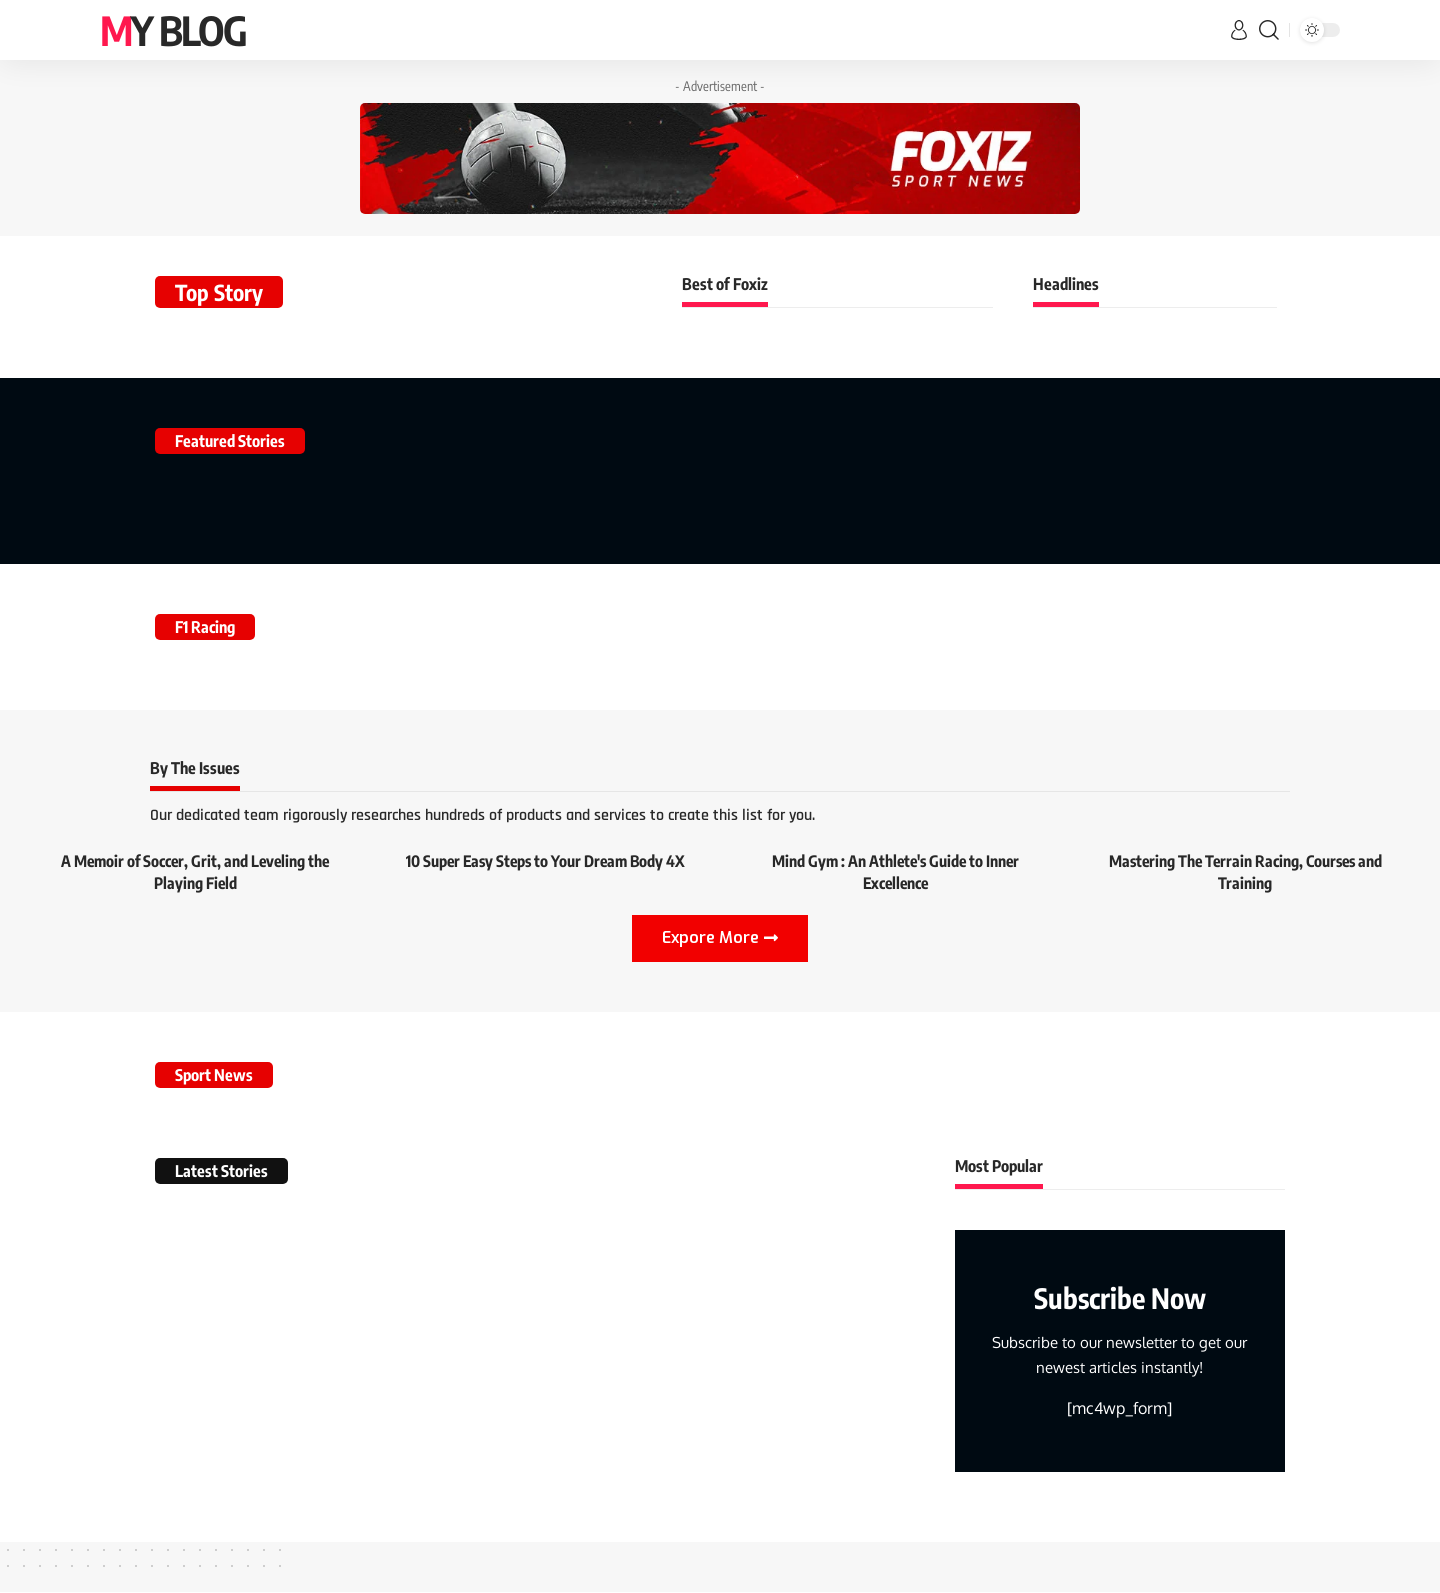 MY BLOG
- Advertisement -
FOXIZ
SPORT NEWS
Top Story
Best of Foxiz
Headlines
Featured Stories
F1 Racing
By The Issues
Our dedicated team rigorously researches hundreds of products and services to create this list for you.
A Memoir of Soccer, Grit, and Leveling the
Playing Field
10 Super Easy Steps to Your Dream Body 4X
Mind Gym : An Athlete's Guide to Inner
Excellence
Mastering The Terrain Racing, Courses and
Training
Expore More
Sport News
Latest Stories
Most Popular
Subscribe Now
Subscribe to our newsletter to get our
newest articles instantly!
[mc4wp_form]